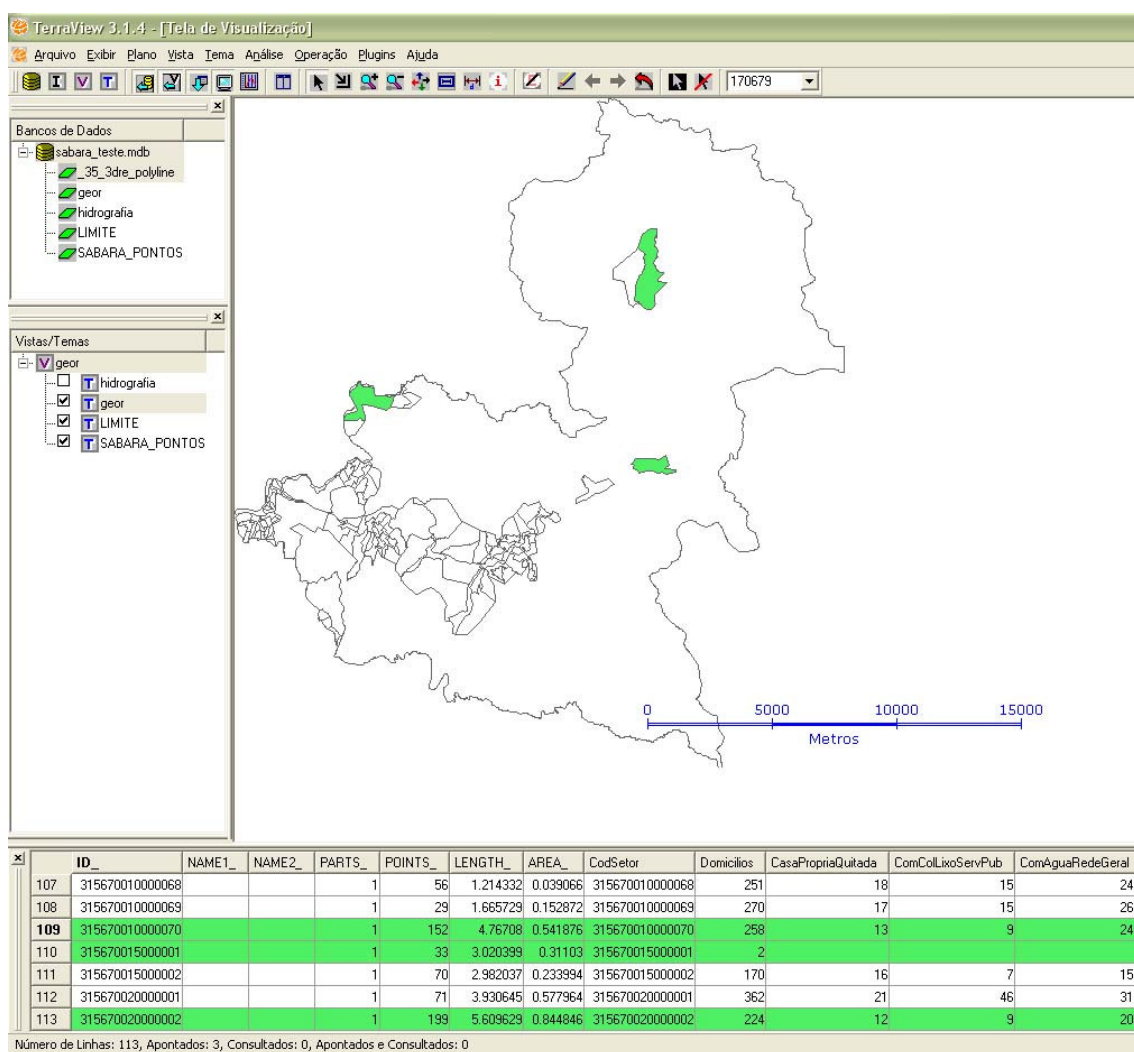 TerraView 3.1.4 - [Tela de Visualização]
Arquivo Exibir Plano Vista Tema Análise Operação Plugins Ajuda
I V T 170679
Bancos de Dados
sabara_teste.mdb
_35_3dre_polyline
geor
hidrografia
LIMITE
SABARA_PONTOS
Vistas/Temas
V geor
T hidrografia
T geor
T LIMITE
T SABARA_PONTOS
0 5000 10000 15000
Metros
ID_ NAME1_ NAME2_ PARTS_ POINTS_ LENGTH_ AREA_ CodSetor Domicilios CasaPropriaQuitada ComColLixoServPub ComAguaRedeGeral
107 315670010000068 1 56 1.214332 0.039066 315670010000068 251 18 15 24
108 315670010000069 1 29 1.665729 0.152872 315670010000069 270 17 15 26
109 315670010000070 1 152 4.76708 0.541876 315670010000070 258 13 9 24
110 315670015000001 1 33 3.020399 0.31103 315670015000001 2
111 315670015000002 1 70 2.982037 0.233994 315670015000002 170 16 7 15
112 315670020000001 1 71 3.930645 0.577964 315670020000001 362 21 46 31
113 315670020000002 1 199 5.609629 0.844846 315670020000002 224 12 9 20
Número de Linhas: 113, Apontados: 3, Consultados: 0, Apontados e Consultados: 0